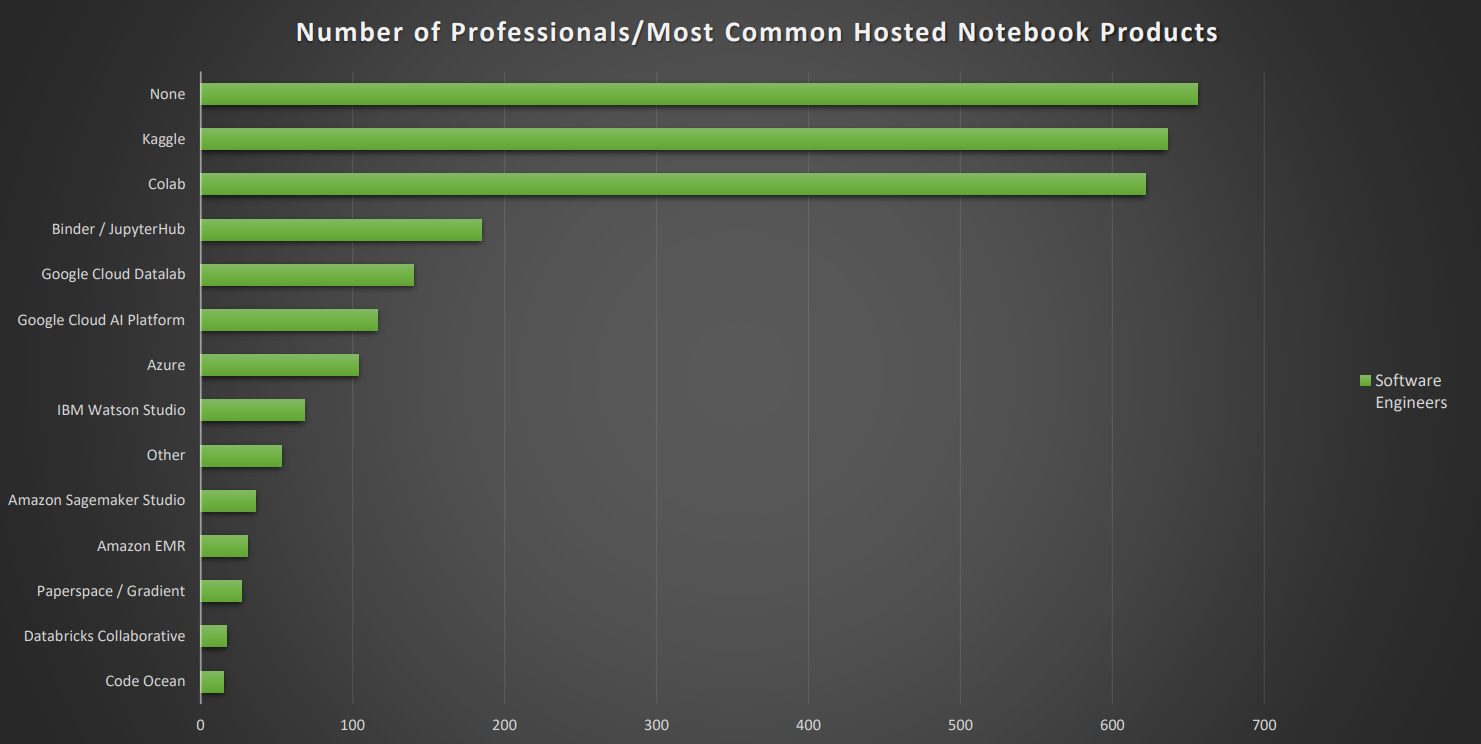 Number of Professionals/Most Common Hosted Notebook Products
None
Kaggle
Colab
Binder / JupyterHub
Google Cloud Datalab
Google Cloud AI Platform
Azure
IBM Watson Studio
Other
Amazon Sagemaker Studio
Amazon EMR
Paperspace / Gradient
Databricks Collaborative
Code Ocean
0 100 200 300 400 500 600 700
Software
Engineers